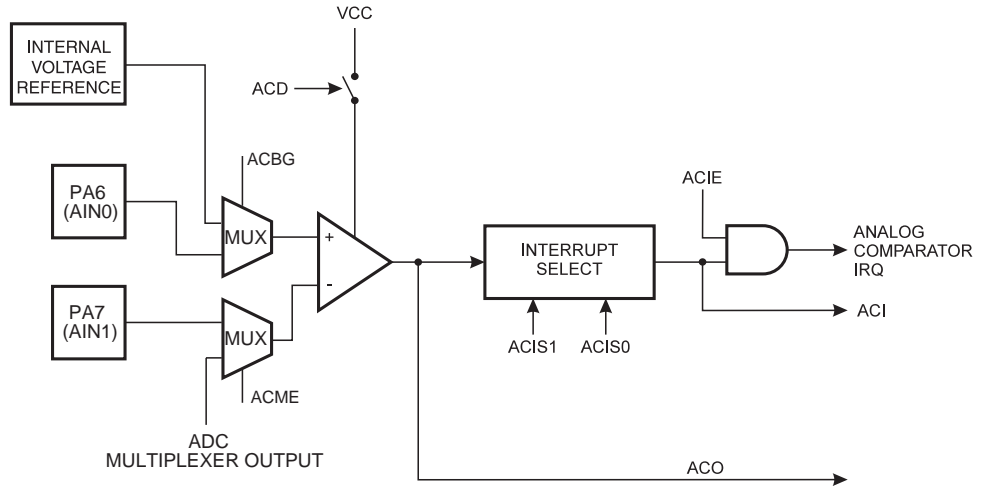 VCC
INTERNAL
VOLTAGE
REFERENCE
ACD
ACBG
PA6
(AIN0)
MUX
+
-
ACIE
INTERRUPT
SELECT
ANALOG
COMPARATOR
IRQ
PA7
(AIN1)
MUX
ACI
ACIS1
ACIS0
ACME
ADC
MULTIPLEXER OUTPUT
ACO